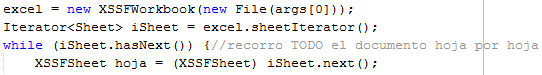 excel = new XSSFWorkbook(new File(args[0]));
Iterator<Sheet> iSheet = excel.sheetIterator();
while (iSheet.hasNext()) {//recorro TODO el documento hoja por hoja
    XSSFSheet hoja = (XSSFSheet) iSheet.next();